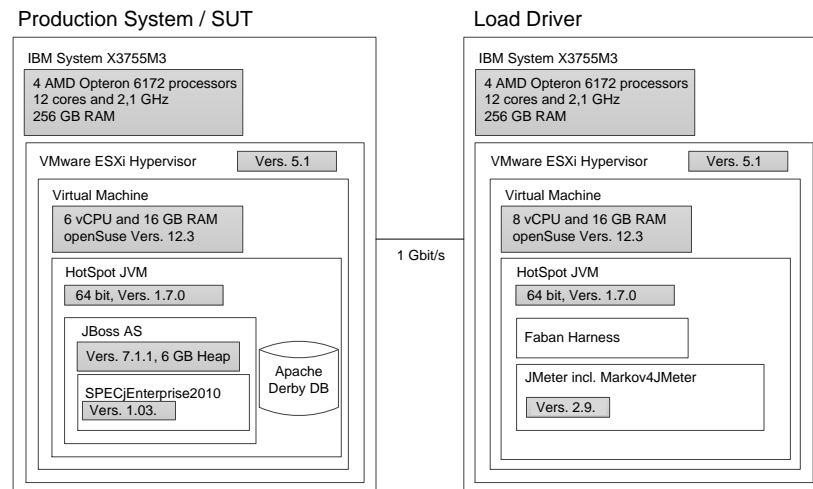 Production System / SUT
IBM System X3755M3
4 AMD Opteron 6172 processors
12 cores and 2,1 GHz
256 GB RAM
VMware ESXi Hypervisor
Vers. 5.1
Virtual Machine
6 vCPU and 16 GB RAM
openSuse Vers. 12.3
HotSpot JVM
64 bit, Vers. 1.7.0
JBoss AS
Vers. 7.1.1, 6 GB Heap
SPECjEnterprise2010
Vers. 1.03.
Apache
Derby DB
1 Gbit/s
Load Driver
IBM System X3755M3
4 AMD Opteron 6172 processors
12 cores and 2,1 GHz
256 GB RAM
VMware ESXi Hypervisor
Vers. 5.1
Virtual Machine
8 vCPU and 16 GB RAM
openSuse Vers. 12.3
HotSpot JVM
64 bit, Vers. 1.7.0
Faban Harness
JMeter incl. Markov4JMeter
Vers. 2.9.